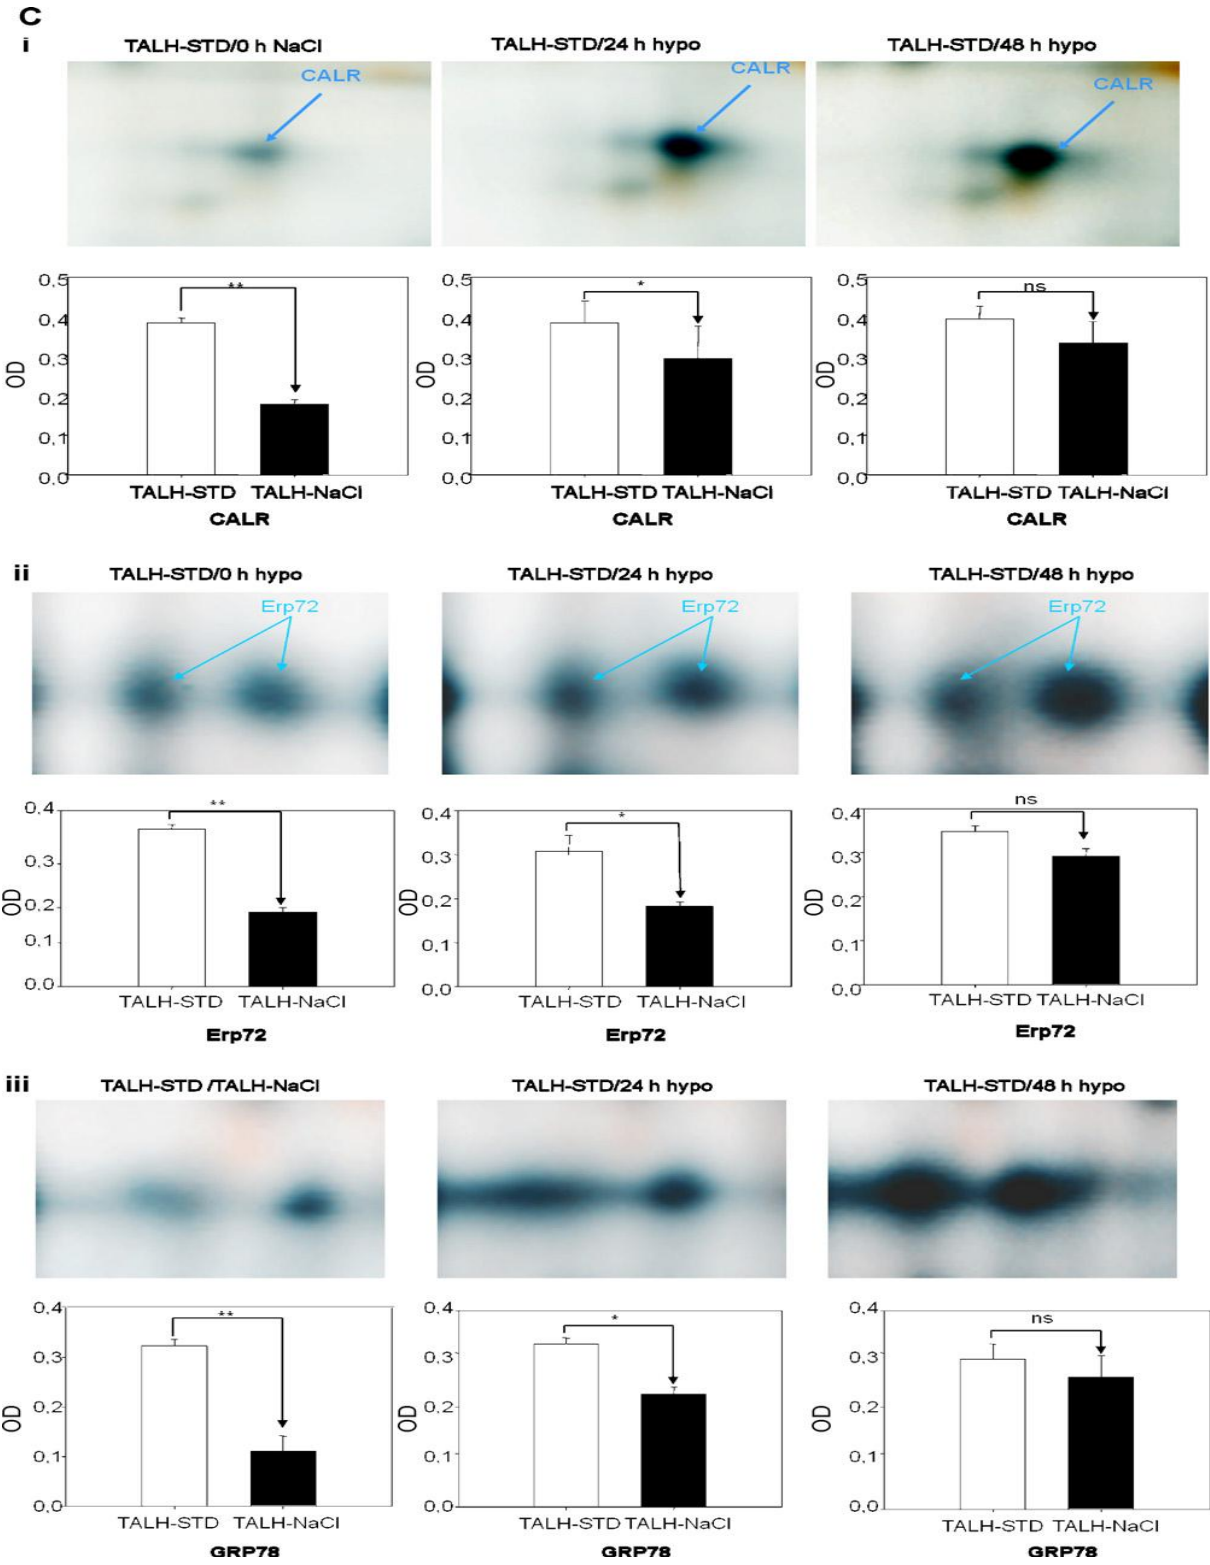 C
i
TALH-STD/0 h NaCl TALH-STD/24 h hypo TALH-STD/48 h hypo
CALR CALR CALR
0,5 0,5 0,5
** * ns
0,4 0,4 0,4
0,3 0,3 0,3
OD OD OD
0,2 0,2 0,2
0,1 0,1 0,1
0,0 0,0 0,0
TALH-STD TALH-NaCl TALH-STD TALH-NaCl TALH-STD TALH-NaCl
CALR CALR CALR
ii
TALH-STD/0 h hypo TALH-STD/24 h hypo TALH-STD/48 h hypo
Erp72 Erp72 Erp72
0,4 0,4 0,4
** * ns
0,3 0,3 0,3
OD OD OD
0,2 0,2 0,2
0,1 0,1 0,1
0,0 0,0 0,0
TALH-STD TALH-NaCl TALH-STD TALH-NaCl TALH-STD TALH-NaCl
Erp72 Erp72 Erp72
iii
TALH-STD /TALH-NaCl TALH-STD/24 h hypo TALH-STD/48 h hypo
0,4 0,4 0,4
** * ns
0,3 0,3 0,3
0,2 0,2 0,2
OD OD OD
0,1 0,1 0,1
0,0 0,0 0,0
TALH-STD TALH-NaCl TALH-STD TALH-NaCl TALH-STD TALH-NaCl
GRP78 GRP78 GRP78